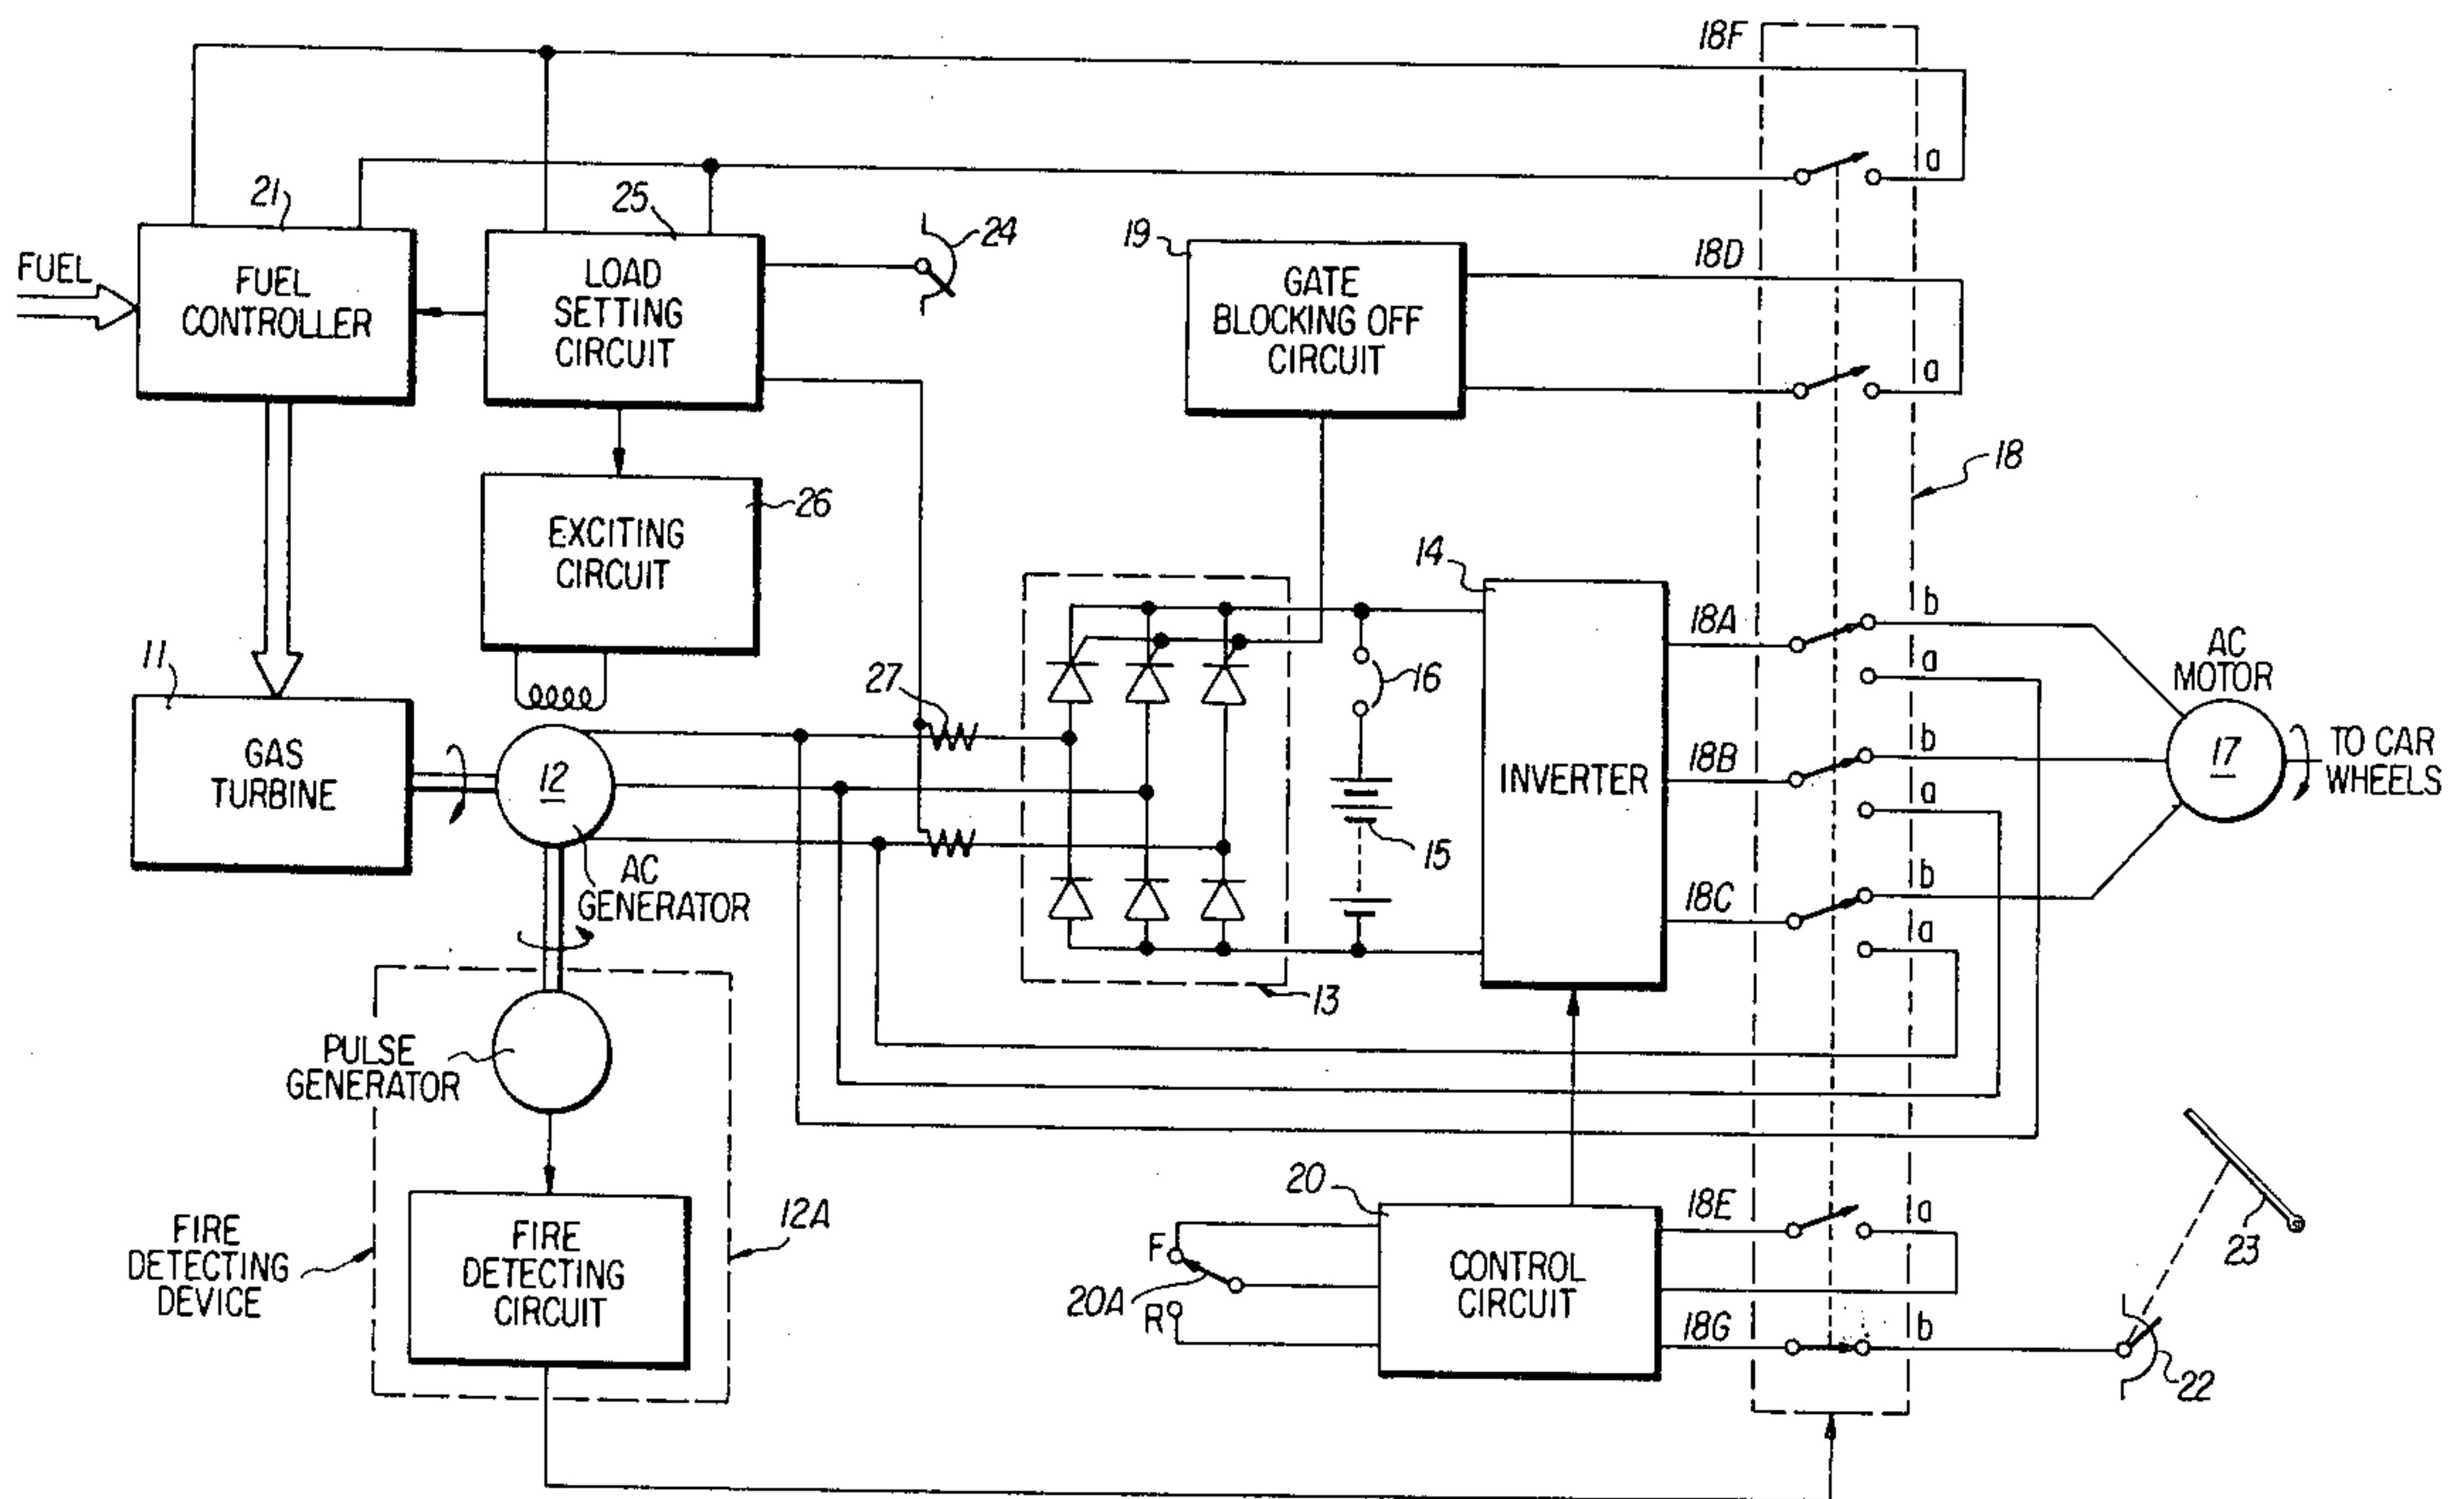 18F
a
21
25
24
19
18D
FUEL
FUEL
CONTROLLER
LOAD
SETTING
CIRCUIT
GATE
BLOCKING OFF
CIRCUIT
a
18
26
EXCITING
CIRCUIT
14
11
27
16
18A
b
a
AC
MOTOR
GAS
TURBINE
12
INVERTER
18B
b
a
17
TO CAR
WHEELS
15
AC
GENERATOR
18C
b
a
13
PULSE
GENERATOR
20
18E
a
12A
FIRE
DETECTING
DEVICE
FIRE
DETECTING
CIRCUIT
F
20A
R
CONTROL
CIRCUIT
23
18G
b
22